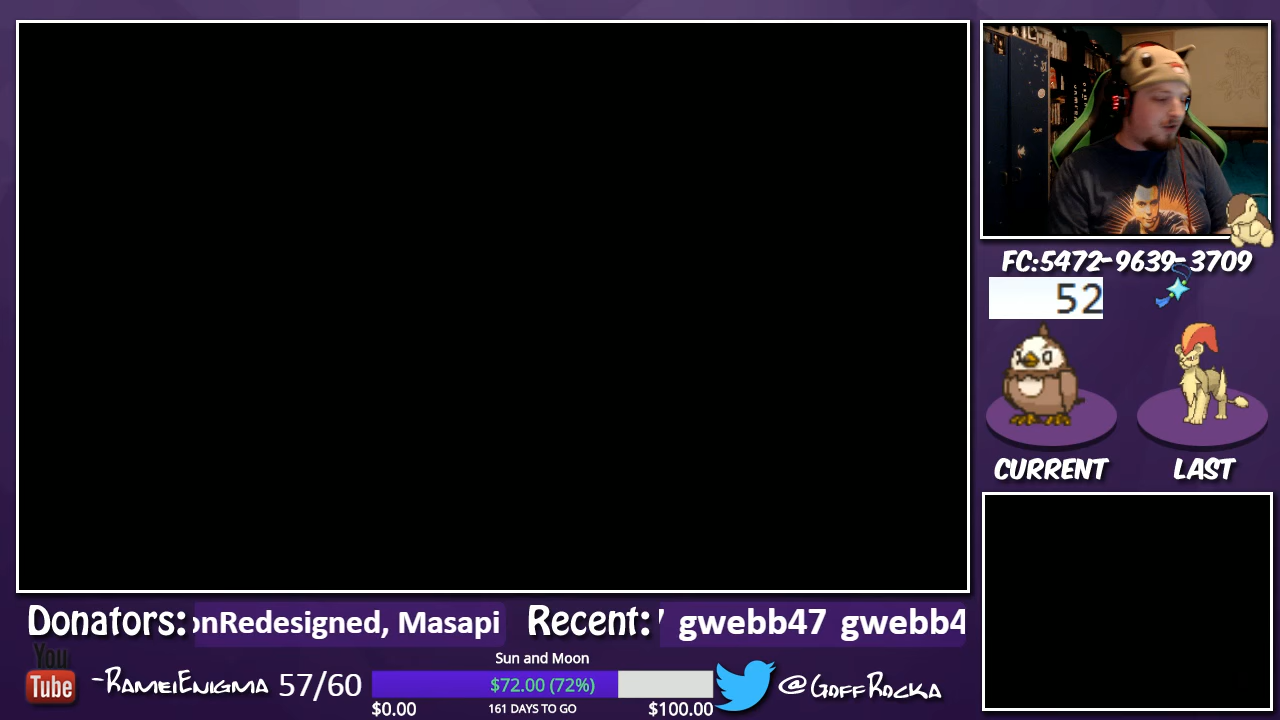 FC:5472-9639-3709
52
CURRENT
LAST
Donators: onRedesigned, Masapi
Recent: gwebb47 gwebb4
Sun and Moon
You Tube -RameiEnigma 57/60
$72.00 (72%)
@GoffRocka
$0.00 161 DAYS TO GO $100.00